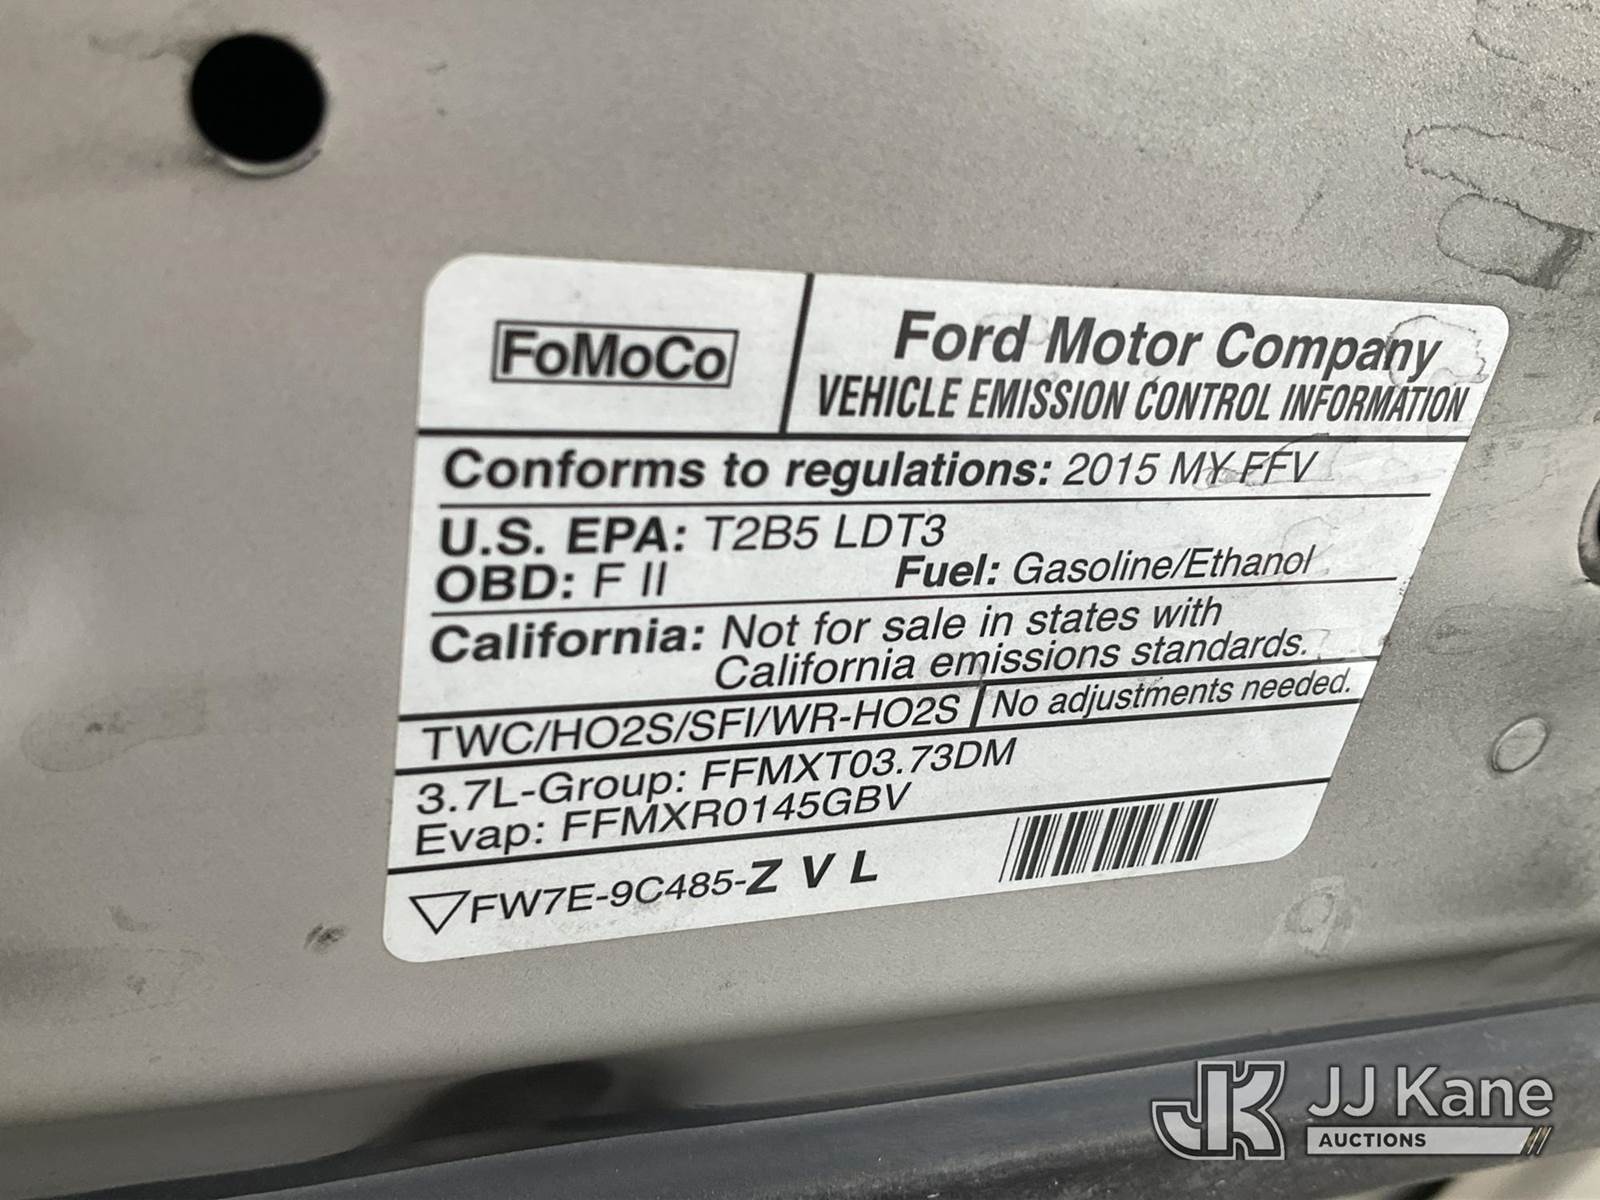 FoMoCo
Ford Motor Company
VEHICLE EMISSION CONTROL INFORMATION
Conforms to regulations: 2015 MY FFV
U.S. EPA: T2B5 LDT3
OBD: F II Fuel: Gasoline/Ethanol
California: Not for sale in states with
California emissions standards.
TWC/HO2S/SFI/WR-HO2S No adjustments needed.
3.7L-Group: FFMXT03.73DM
Evap: FFMXR0145GBV
FW7E-9C485-Z V L
JK JJ Kane
AUCTIONS